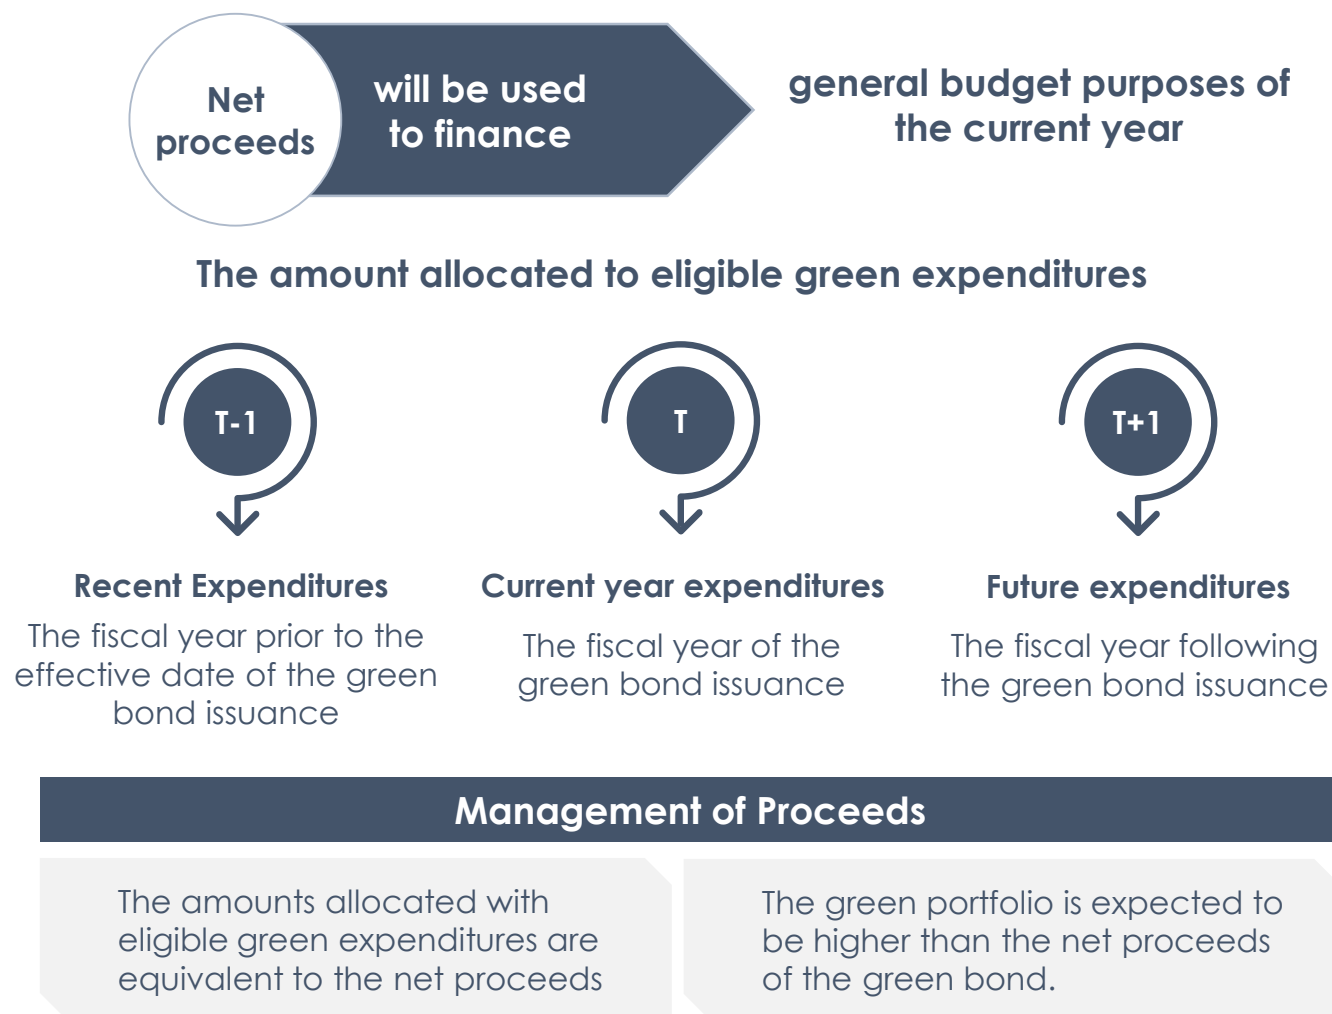 Net
proceeds
will be used
to finance
general budget purposes of
the current year
The amount allocated to eligible green expenditures
T-1
T
T+1
Recent Expenditures
The fiscal year prior to the
effective date of the green
bond issuance
Current year expenditures
The fiscal year of the
green bond issuance
Future expenditures
The fiscal year following
the green bond issuance
Management of Proceeds
The amounts allocated with
eligible green expenditures are
equivalent to the net proceeds
The green portfolio is expected to
be higher than the net proceeds
of the green bond.